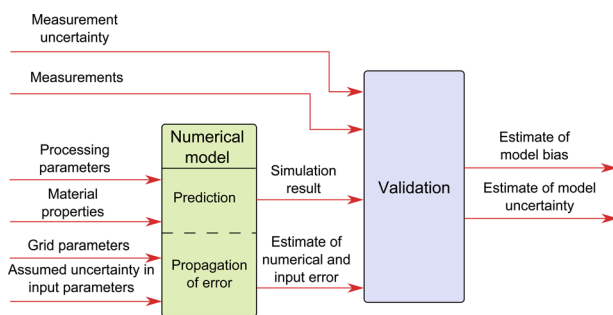 Measurement
uncertainty
Measurements
Numerical
model
Processing
parameters
Prediction
Material
properties
Grid parameters
Assumed uncertainty in
input parameters
Propagation
of error
Simulation
result
Estimate of
numerical and
input error
Validation
Estimate of
model bias
Estimate of model
uncertainty